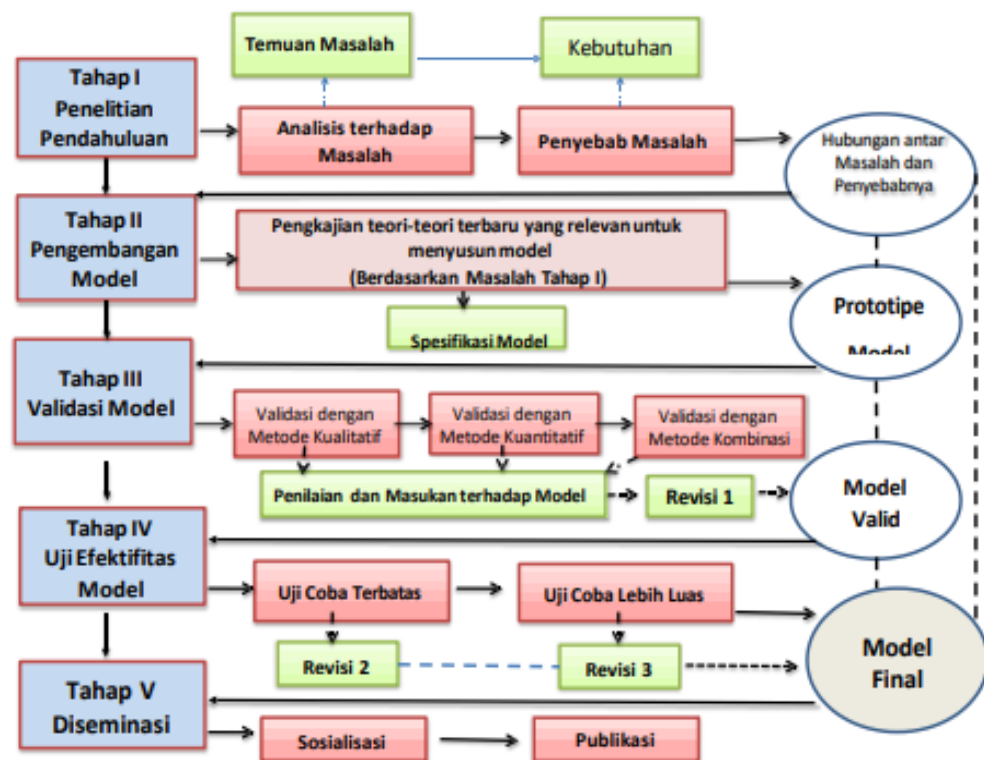 Temuan Masalah
Kebutuhan
Tahap I
Penelitian
Pendahuluan
Analisis terhadap
Masalah
Penyebab Masalah
Hubungan antar
Masalah dan
Penyebabnya
Tahap II
Pengembangan
Model
Pengkajian teori-teori terbaru yang relevan untuk
menyusun model
(Berdasarkan Masalah Tahap I)
Spesifikasi Model
Prototipe
Model
Tahap III
Validasi Model
Validasi dengan
Metode Kualitatif
Validasi dengan
Metode Kuantitatif
Validasi dengan
Metode Kombinasi
Penilaian dan Masukan terhadap Model
Revisi 1
Model
Valid
Tahap IV
Uji Efektifitas
Model
Uji Coba Terbatas
Uji Coba Lebih Luas
Revisi 2
Revisi 3
Model
Final
Tahap V
Diseminasi
Sosialisasi
Publikasi